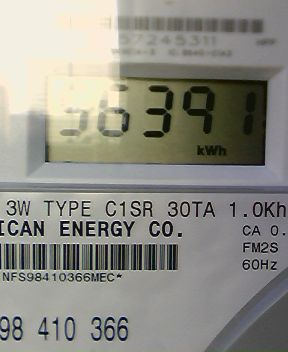 57245311
56391
kWh
3W TYPE C1SR 30TA 1.0Kh
ICAN ENERGY CO.
CA 0.
FM2S
60Hz
NFS98410366MEC*
98 410 366